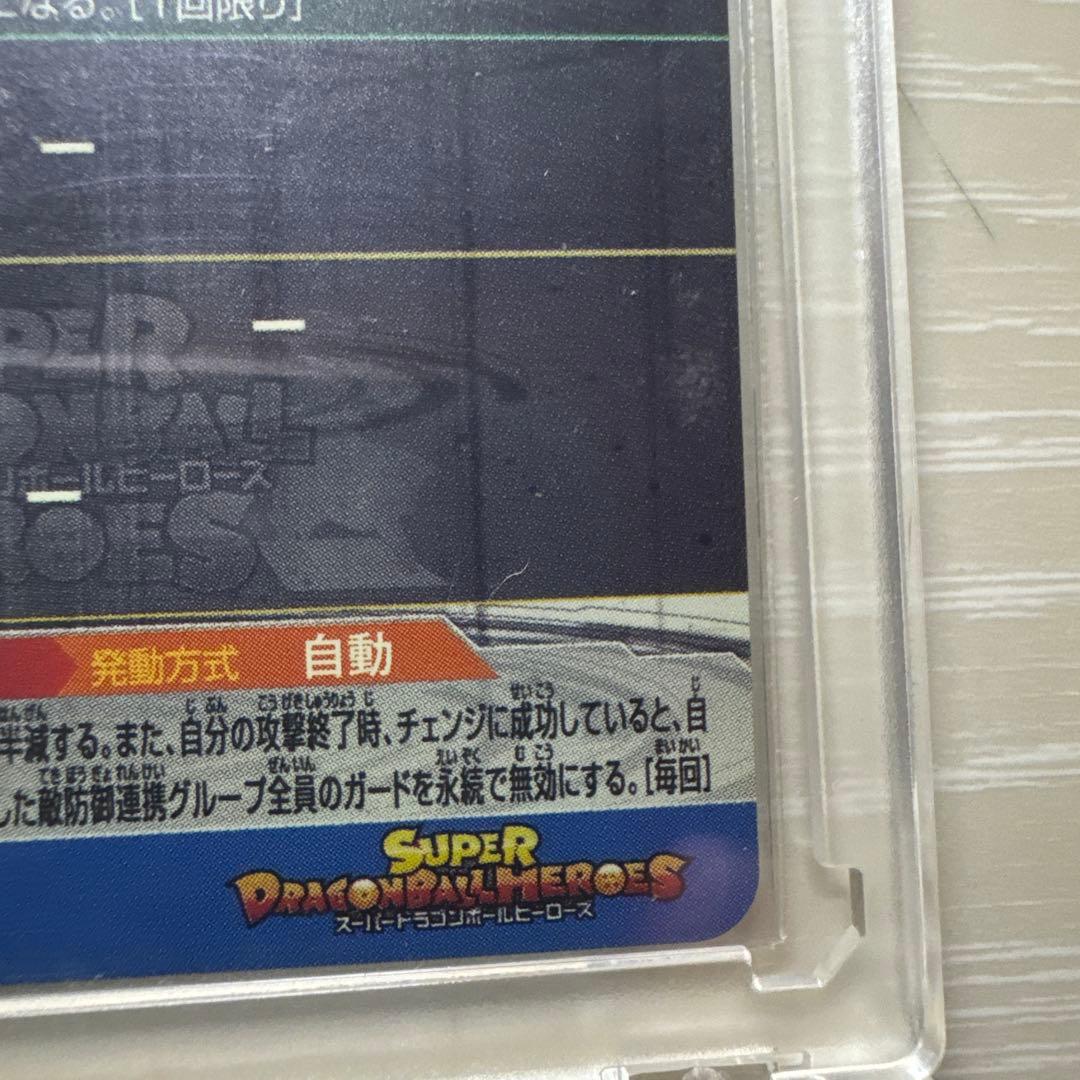 となる。[1回限り]
SUPER
DRAGON BALL
ドラゴンボールヒーローズ
HEROES
発動方式 自動
半減する。また、自分の攻撃終了時、チェンジに成功していると、自
した敵防御連携グループ全員のガードを永続で無効にする。[毎回]
SUPER
DRAGONBALL HEROES
スーパードラゴンボールヒーローズ